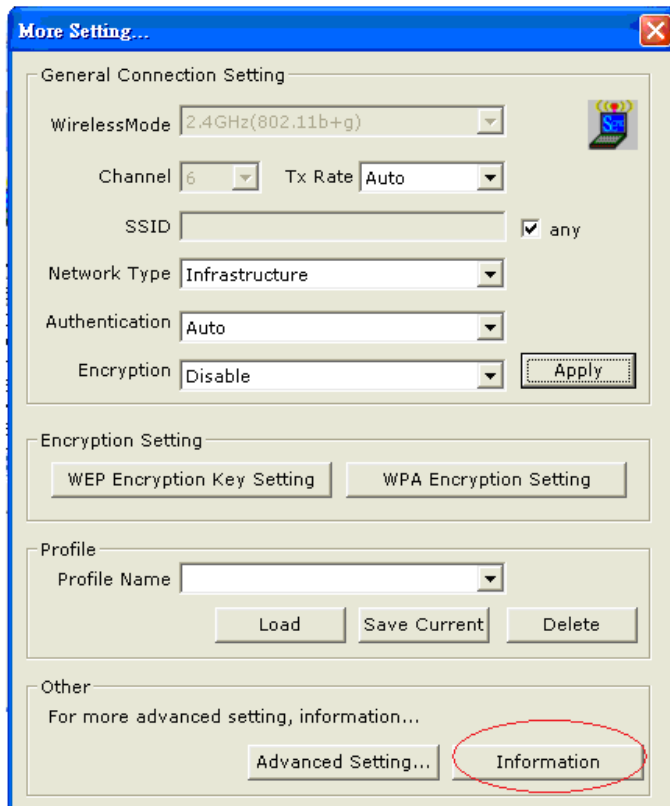 More Setting...
General Connection Setting
WirelessMode 2.4GHz(802.11b+g)
Channel 6 Tx Rate Auto
SSID any
Network Type Infrastructure
Authentication Auto
Encryption Disable Apply
Encryption Setting
WEP Encryption Key Setting WPA Encryption Setting
Profile
Profile Name
Load Save Current Delete
Other
For more advanced setting, information...
Advanced Setting... Information